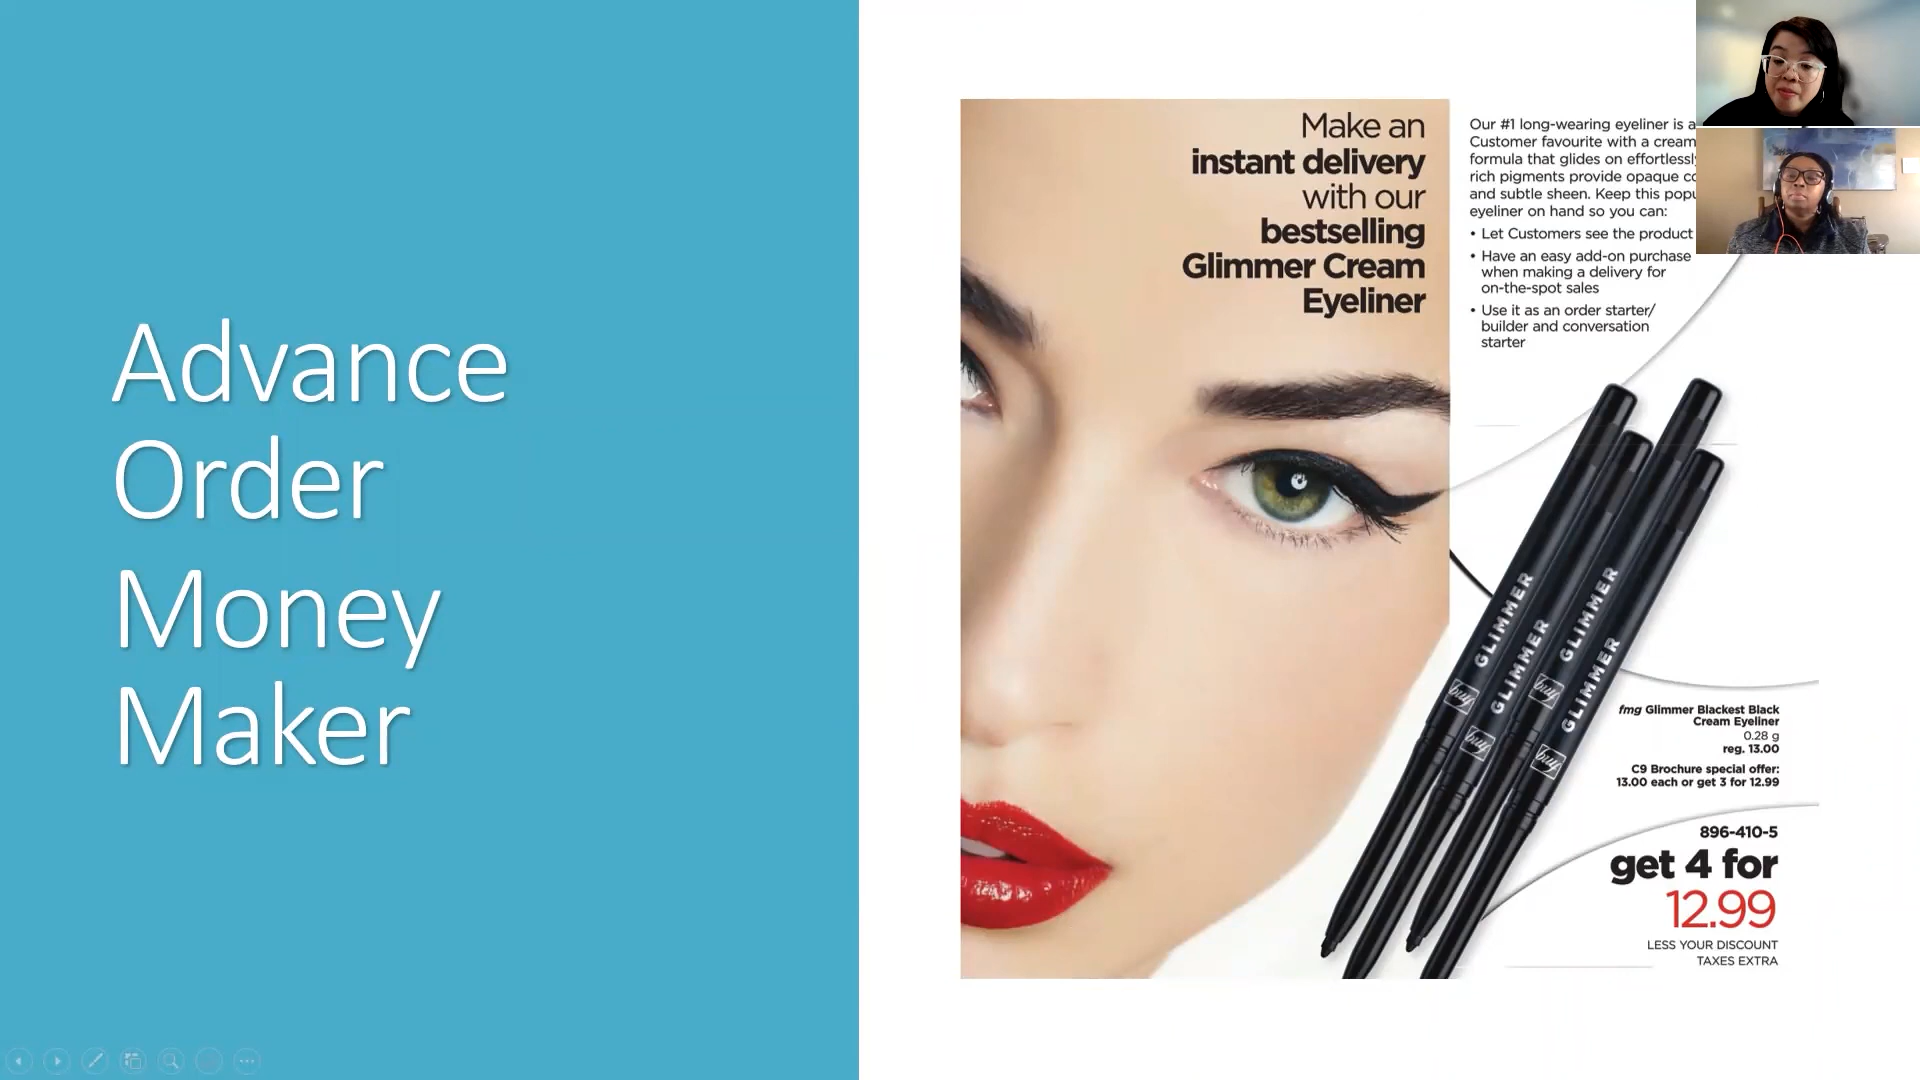 Advance
Order
Money
Maker
Make an
instant delivery
with our
bestselling
Glimmer Cream
Eyeliner
Our #1 long-wearing eyeliner is a
Customer favourite with a cream
formula that glides on effortlessly
rich pigments provide opaque
and subtle sheen. Keep this
eyeliner on hand so you can:
• Let Customers see the product
• Have an easy add-on purchase
when making a delivery for
on-the-spot sales
• Use it as an order starter/
builder and conversation
starter
GLIMMER
GLIMMER
GLIMMER
GLIMMER
buy
buy
buy
buy
fmg Glimmer Blackest Black
Cream Eyeliner
0.28 g
reg. 13.00
C9 Brochure special offer:
13.00 each or get 3 for 12.99
896-410-5
get 4 for
12.99
LESS YOUR DISCOUNT
TAXES EXTRA